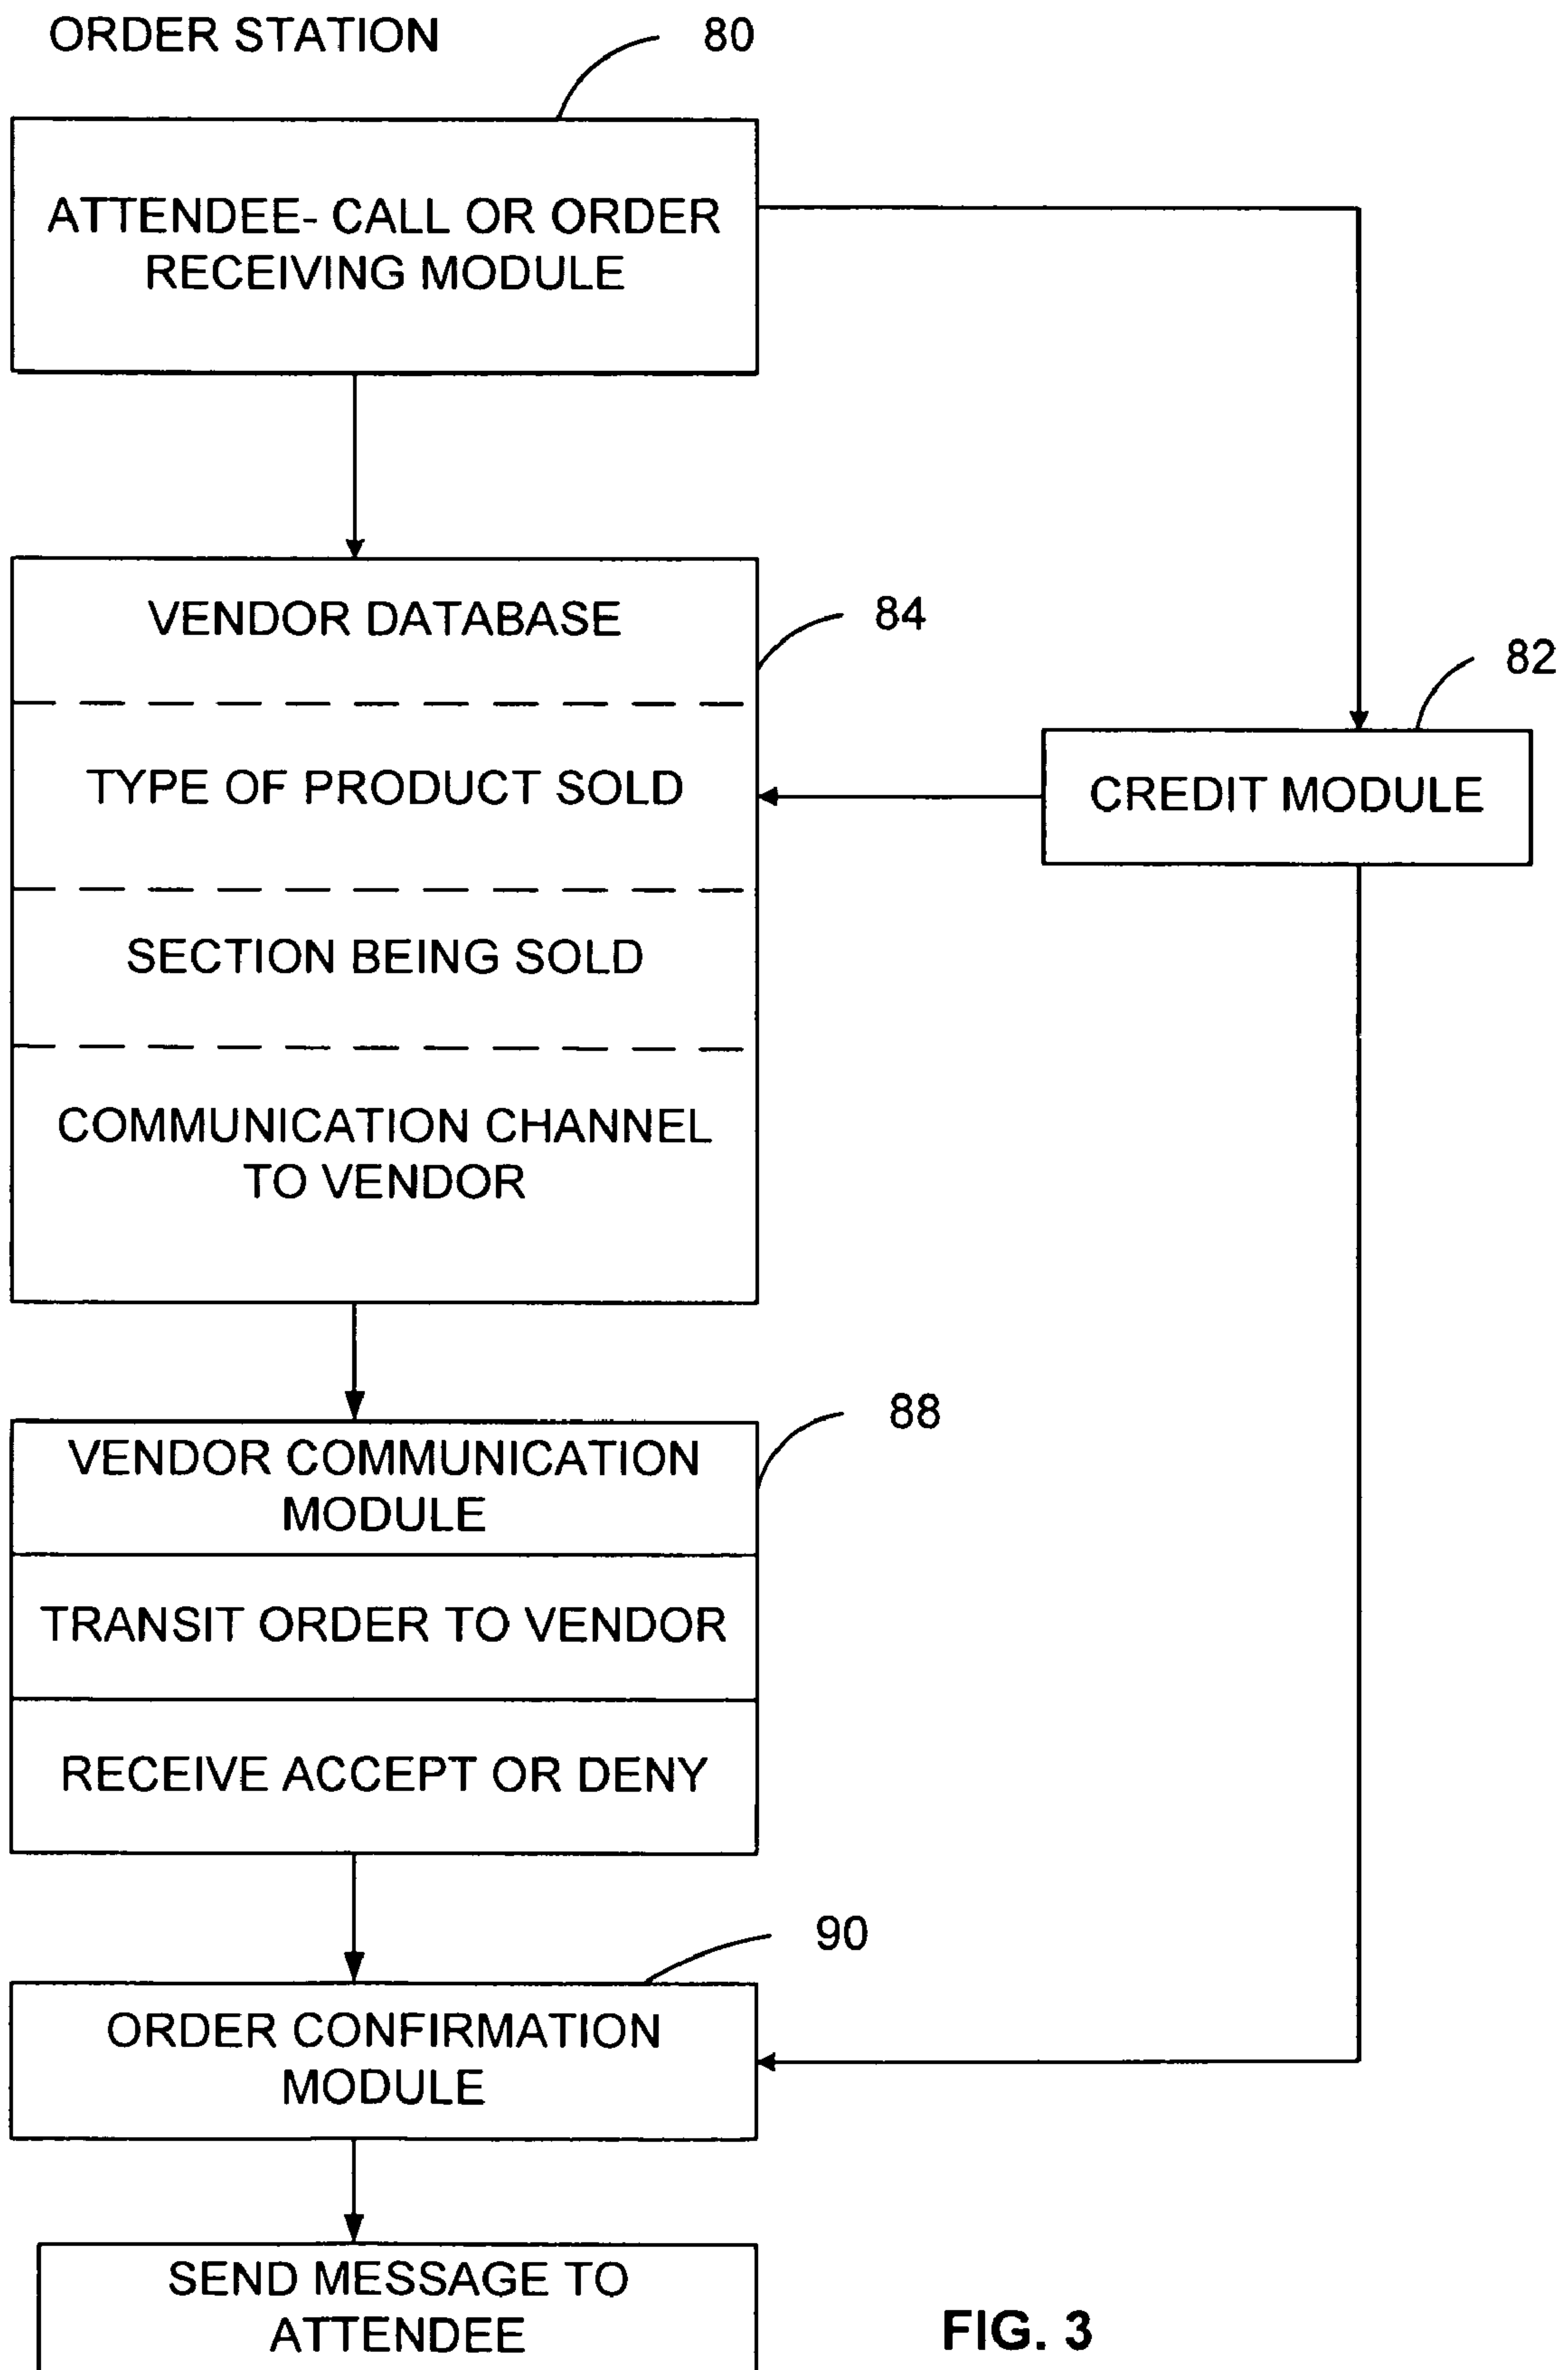 ORDER STATION
80
ATTENDEE- CALL OR ORDER
RECEIVING MODULE
VENDOR DATABASE
84
82
TYPE OF PRODUCT SOLD
CREDIT MODULE
SECTION BEING SOLD
COMMUNICATION CHANNEL
TO VENDOR
88
VENDOR COMMUNICATION
MODULE
TRANSIT ORDER TO VENDOR
RECEIVE ACCEPT OR DENY
90
ORDER CONFIRMATION
MODULE
SEND MESSAGE TO
ATTENDEE
FIG. 3